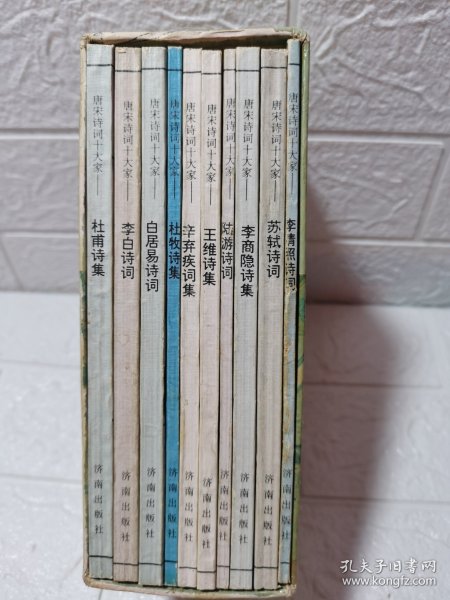 唐宋诗词十大家——杜甫诗集
济南出版社
唐宋诗词十大家——李白诗词
济南出版社
唐宋诗词十大家——白居易诗词
济南出版社
唐宋诗词十大家——杜牧诗集
济南出版社
唐宋诗词十大家——辛弃疾词集
济南出版社
唐宋诗词十大家——王维诗集
济南出版社
唐宋诗词十大家——陆游诗词
济南出版社
唐宋诗词十大家——李商隐诗集
济南出版社
唐宋诗词十大家——苏轼诗词
济南出版社
唐宋诗词十大家——李清照诗词
济南出版社
孔夫子旧书网
www.kongfz.com